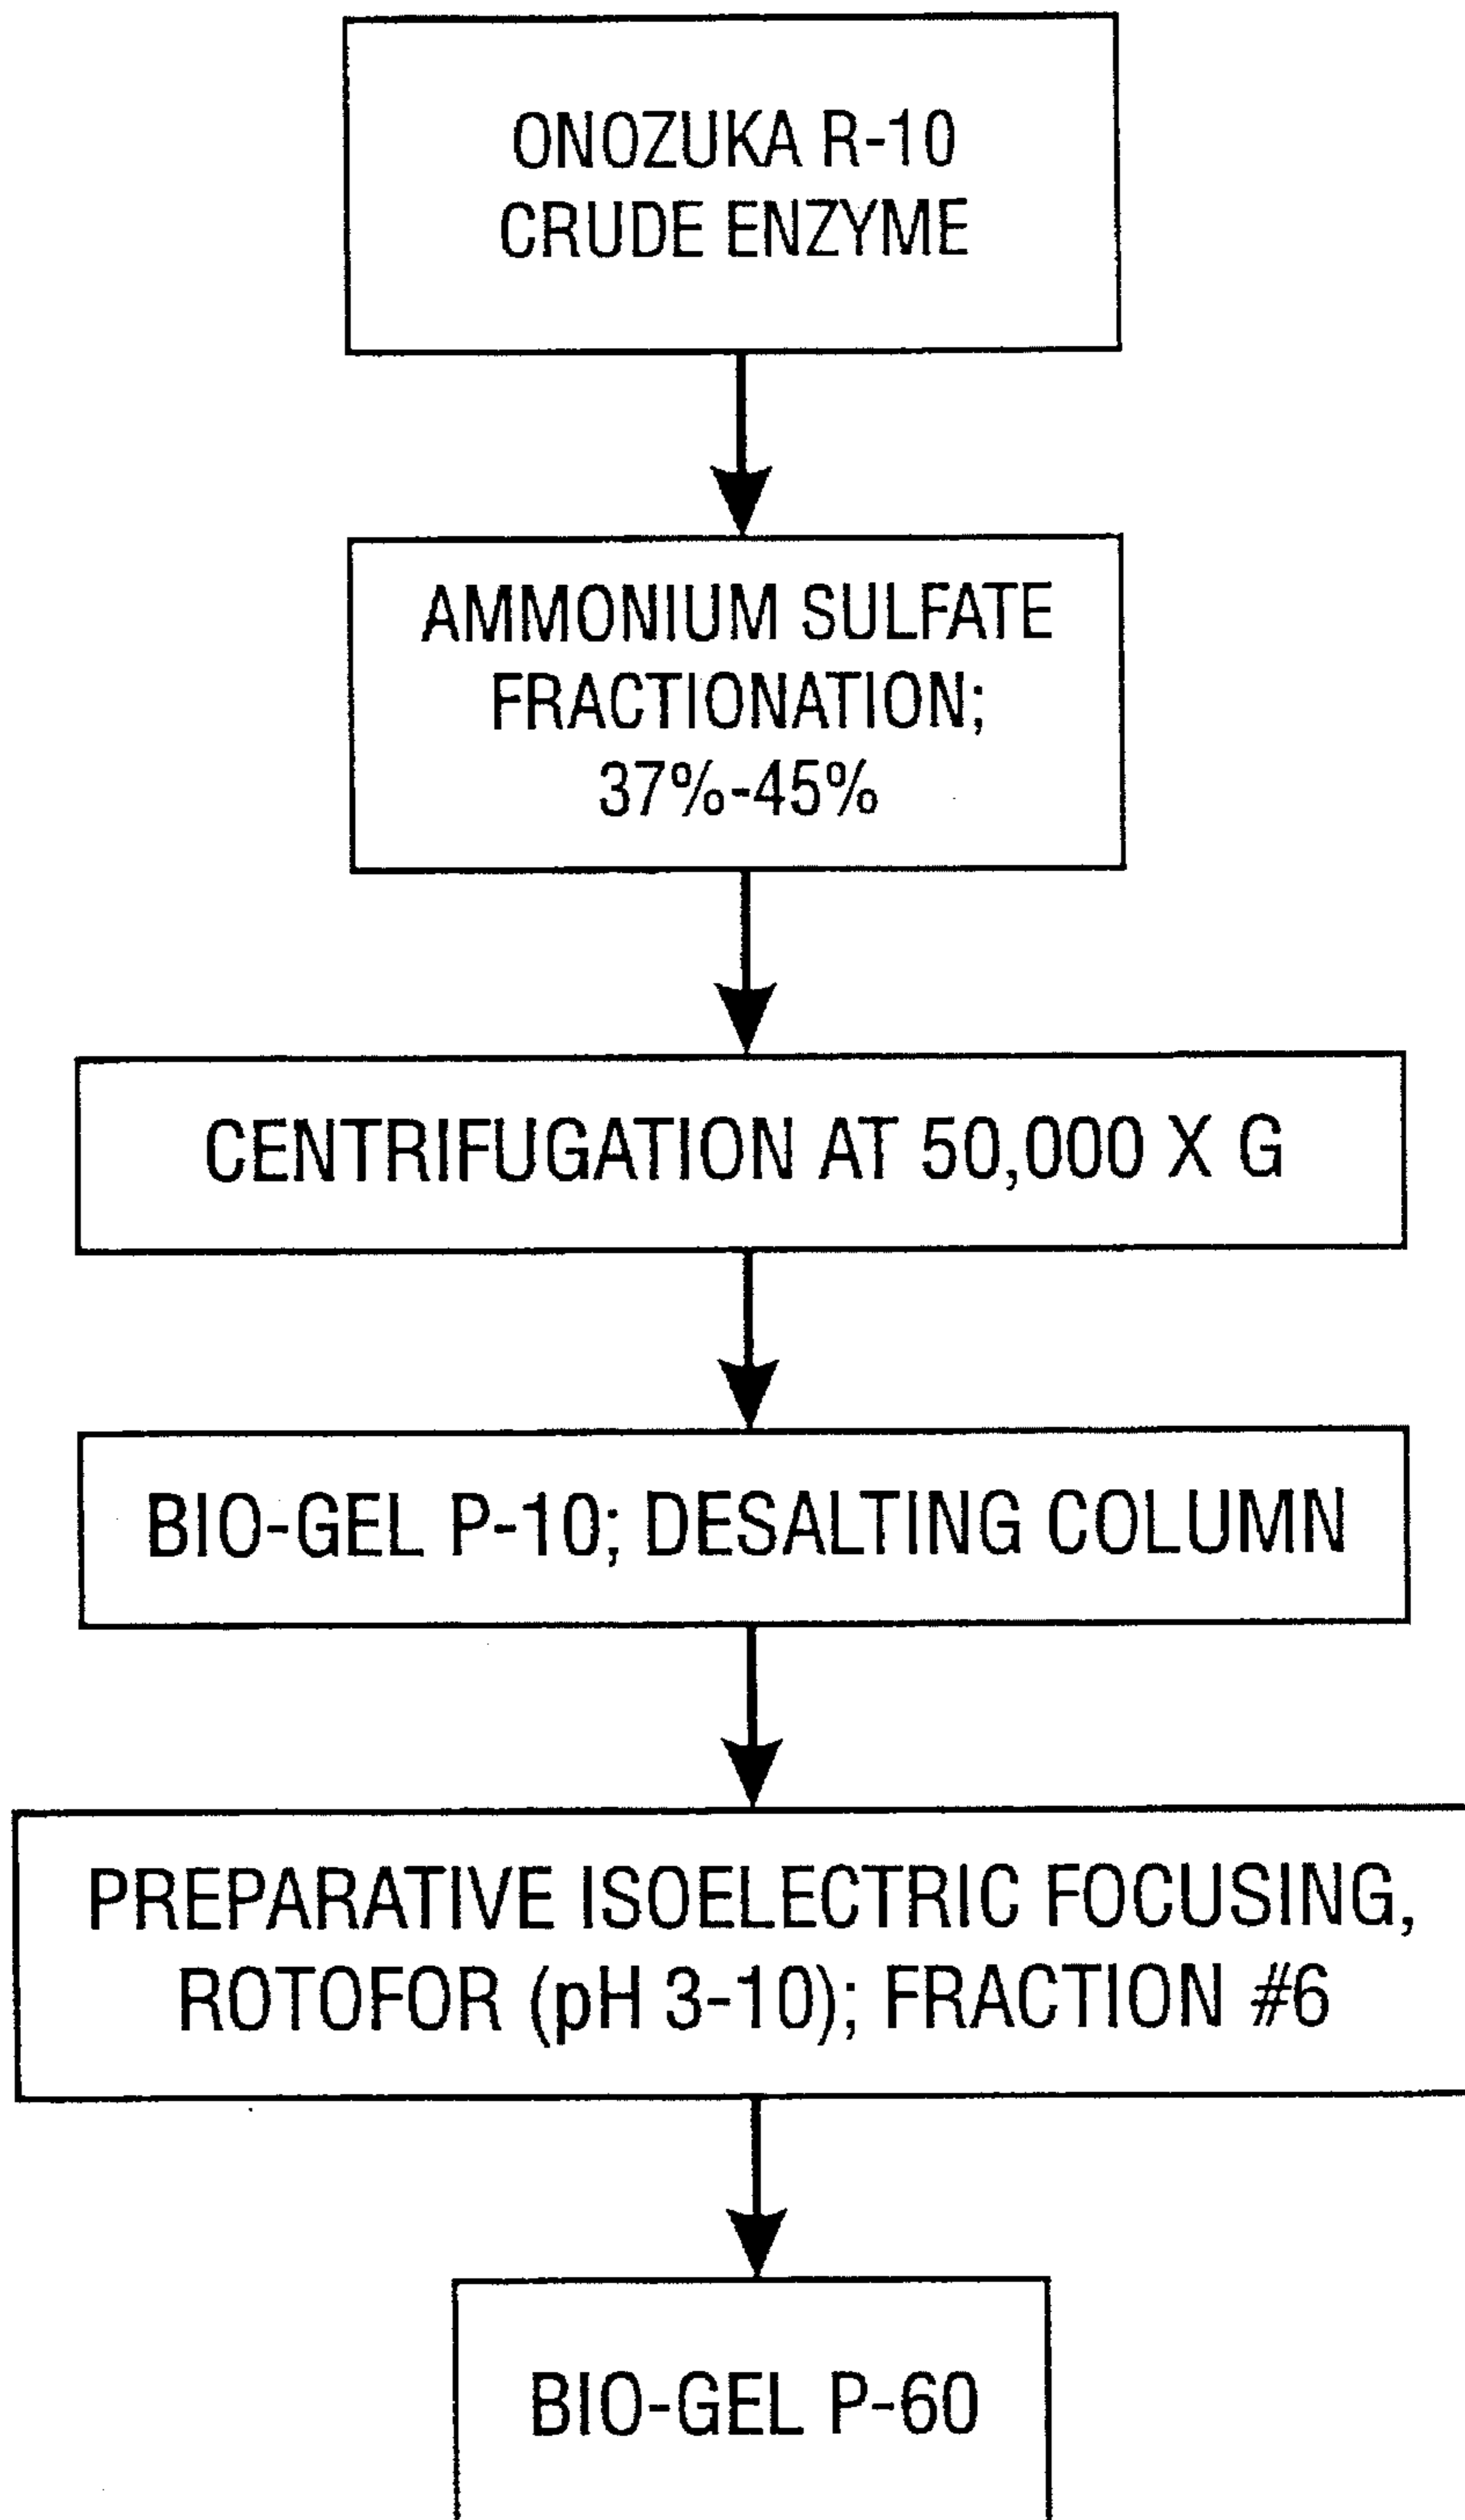 ONOZUKA R-10
CRUDE ENZYME
AMMONIUM SULFATE
FRACTIONATION;
37%-45%
CENTRIFUGATION AT 50,000 X G
BIO-GEL P-10; DESALTING COLUMN
PREPARATIVE ISOELECTRIC FOCUSING,
ROTOFOR (pH 3-10); FRACTION #6
BIO-GEL P-60